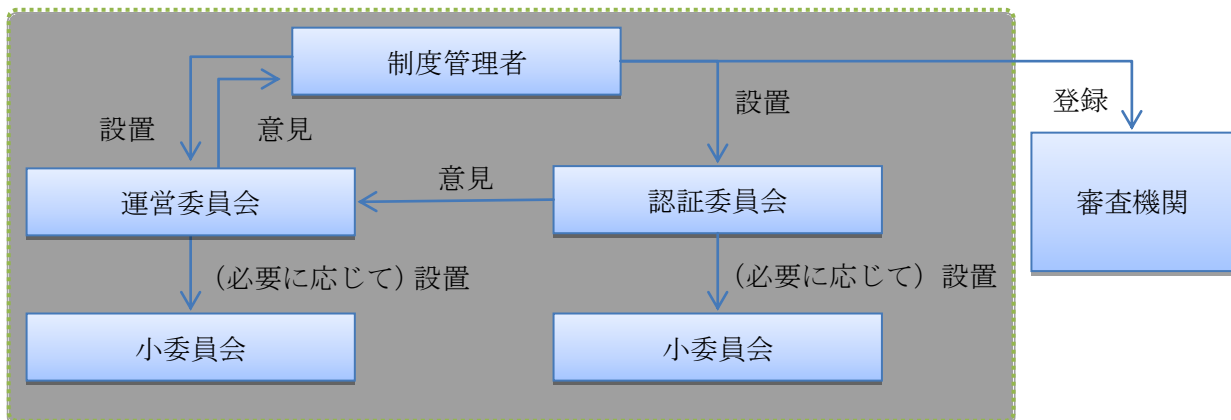 制度管理者
設置
意見
設置
登録
運営委員会
意見
認証委員会
審査機関
(必要に応じて) 設置
(必要に応じて) 設置
小委員会
小委員会